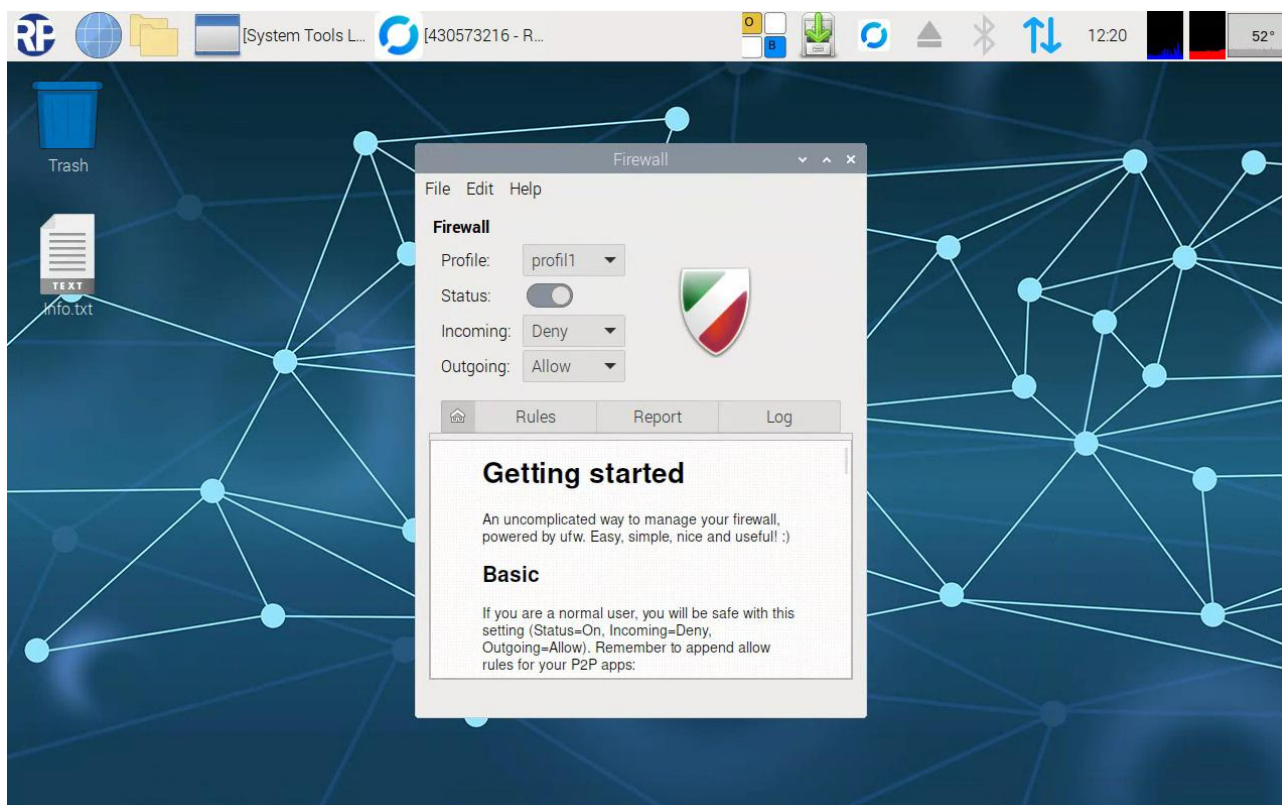 RP
[System Tools L...
[430573216 - R...
O
B
12:20
52°
Trash
TEXT
Info.txt
Firewall
File Edit Help
Firewall
Profile: profil1
Status:
Incoming: Deny
Outgoing: Allow
Rules Report Log
Getting started
An uncomplicated way to manage your firewall,
powered by ufw. Easy, simple, nice and useful! :)
Basic
If you are a normal user, you will be safe with this
setting (Status=On, Incoming=Deny,
Outgoing=Allow). Remember to append allow
rules for your P2P apps: